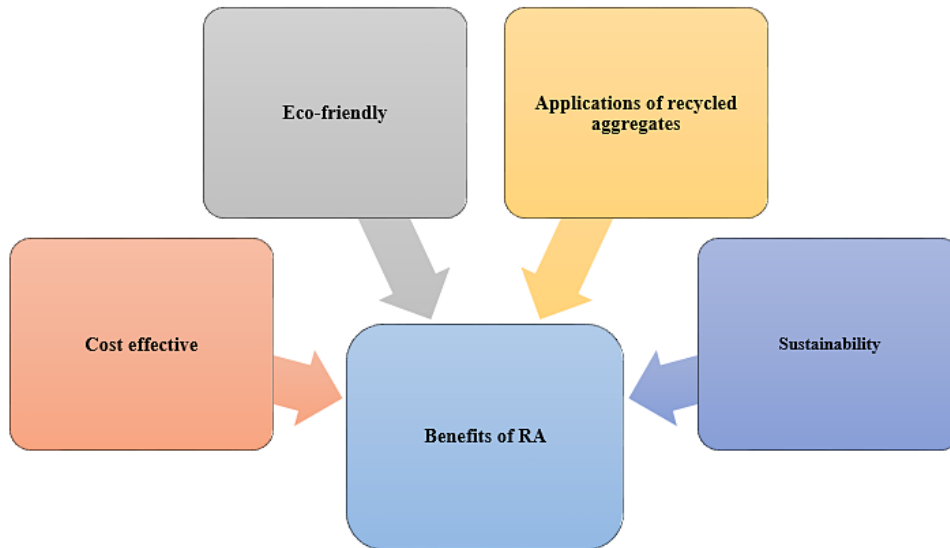 Eco-friendly
Applications of recycled
aggregates
Cost effective
Sustainability
Benefits of RA